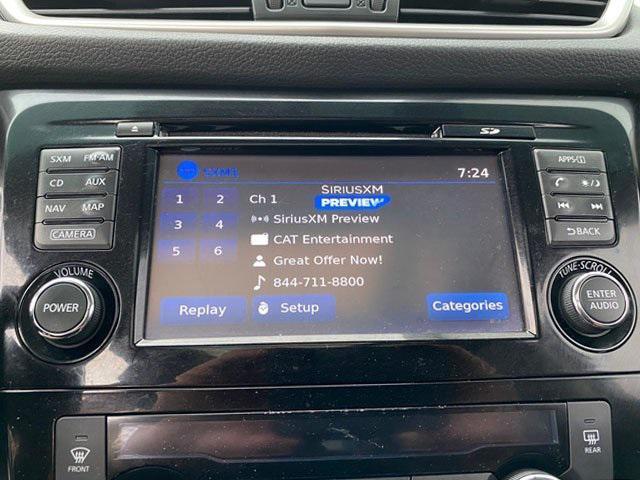 SD
SXM FM·AM
CD AUX
NAV MAP
CAMERA
VOLUME
POWER
SXM1
7:24
1 2
3 4
5 6
Ch 1
SIRIUSXM
PREVIEW
SiriusXM Preview
CAT Entertainment
Great Offer Now!
844-711-8800
Replay
Setup
Categories
APPS·i
BACK
TUNE·SCROLL
ENTER
AUDIO
FRONT
REAR